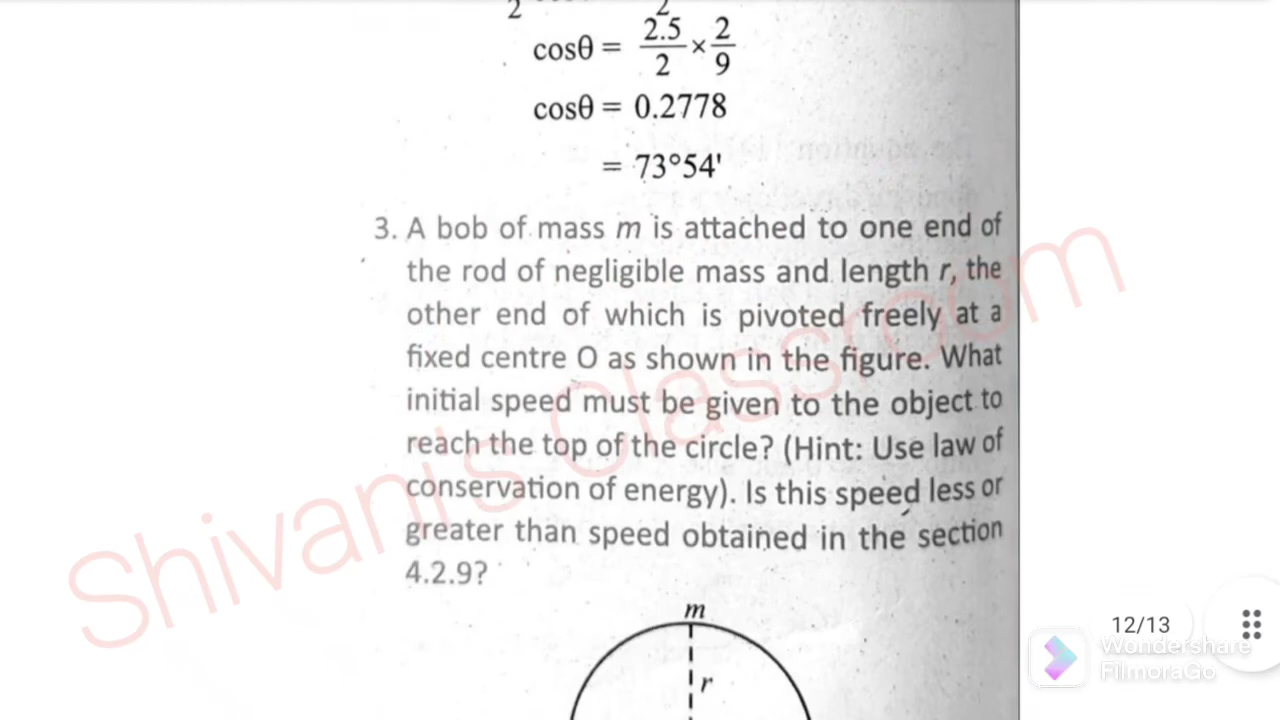 2 2
cosθ = 2.5/2 × 2/9
cosθ = 0.2778
= 73°54'
3. A bob of mass m is attached to one end of
the rod of negligible mass and length r, the
other end of which is pivoted freely at a
fixed centre O as shown in the figure. What
initial speed must be given to the object to
reach the top of the circle? (Hint: Use law of
conservation of energy). Is this speed less or
greater than speed obtained in the section
4.2.9?
m
r
Shivani's Classroom
12/13
Wondershare
FilmoraGo